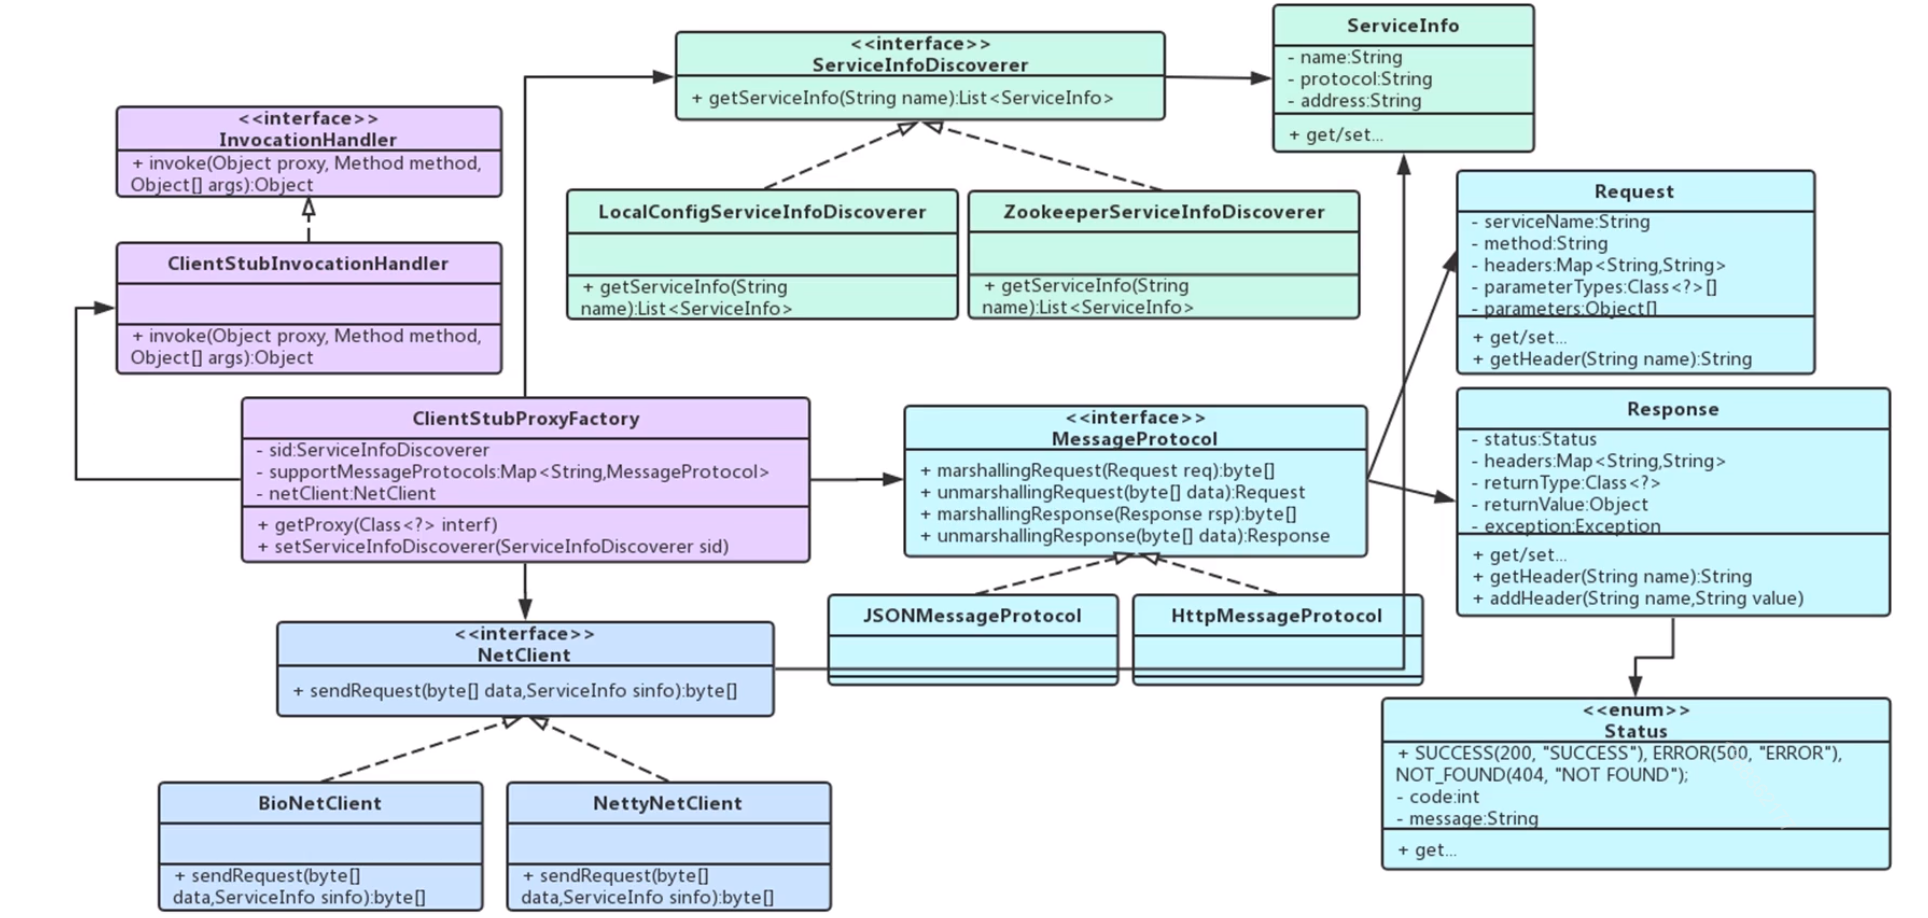 <<interface>>
ServiceInfoDiscoverer
+ getServiceInfo(String name):List<ServiceInfo>
ServiceInfo
- name:String
- protocol:String
- address:String
+ get/set...
<<interface>>
InvocationHandler
+ invoke(Object proxy, Method method,
Object[] args):Object
LocalConfigServiceInfoDiscoverer
+ getServiceInfo(String
name):List<ServiceInfo>
ZookeeperServiceInfoDiscoverer
+ getServiceInfo(String
name):List<ServiceInfo>
Request
- serviceName:String
- method:String
- headers:Map<String,String>
- parameterTypes:Class<?>[]
- parameters:Object[]
+ get/set...
+ getHeader(String name):String
ClientStubInvocationHandler
+ invoke(Object proxy, Method method,
Object[] args):Object
ClientStubProxyFactory
- sid:ServiceInfoDiscoverer
- supportMessageProtocols:Map<String,MessageProtocol>
- netClient:NetClient
+ getProxy(Class<?> interf)
+ setServiceInfoDiscoverer(ServiceInfoDiscoverer sid)
<<interface>>
MessageProtocol
+ marshallingRequest(Request req):byte[]
+ unmarshallingRequest(byte[] data):Request
+ marshallingResponse(Response rsp):byte[]
+ unmarshallingResponse(byte[] data):Response
Response
- status:Status
- headers:Map<String,String>
- returnType:Class<?>
- returnValue:Object
- exception:Exception
+ get/set...
+ getHeader(String name):String
+ addHeader(String name,String value)
JSONMessageProtocol
HttpMessageProtocol
<<interface>>
NetClient
+ sendRequest(byte[] data,ServiceInfo sinfo):byte[]
<<enum>>
Status
+ SUCCESS(200, "SUCCESS"), ERROR(500, "ERROR"),
NOT_FOUND(404, "NOT FOUND");
- code:int
- message:String
+ get...
BioNetClient
+ sendRequest(byte[]
data,ServiceInfo sinfo):byte[]
NettyNetClient
+ sendRequest(byte[]
data,ServiceInfo sinfo):byte[]